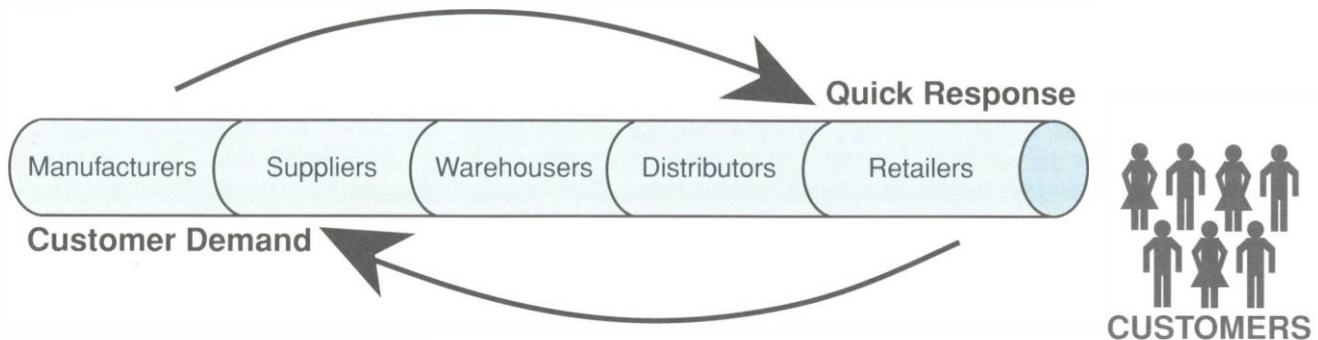 Quick Response
Manufacturers Suppliers Warehousers Distributors Retailers
Customer Demand
CUSTOMERS